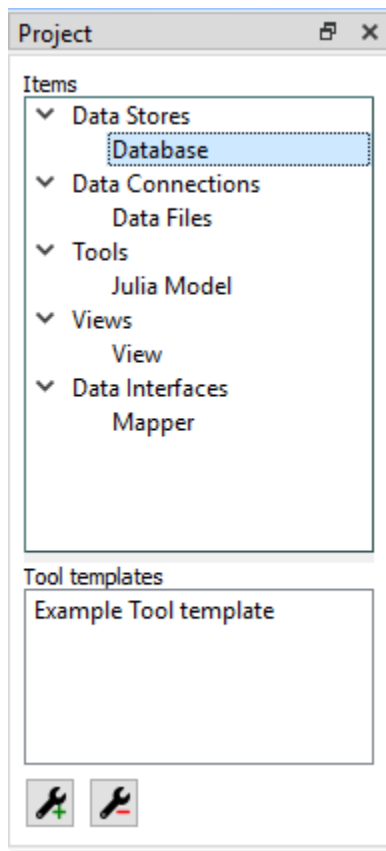 Project
Items
Data Stores
Database
Data Connections
Data Files
Tools
Julia Model
Views
View
Data Interfaces
Mapper
Tool templates
Example Tool template